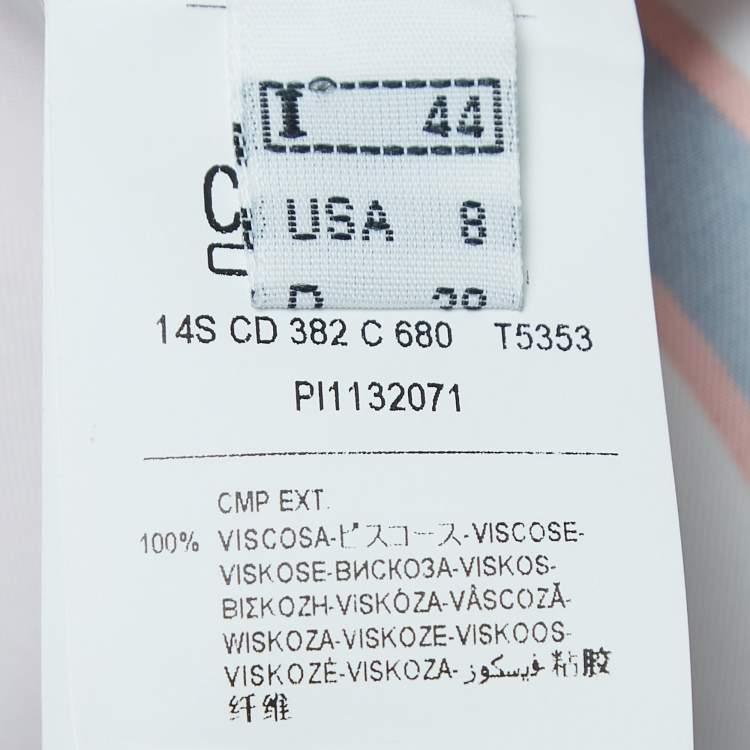 I 44
USA 8
14S CD 382 C 680 T5353
PI1132071
CMP EXT.
100% VISCOSA-ビスコース-VISCOSE-
VISKOSE-ВИСКОЗА-VISKOS-
ΒΙΣΚΟΖΗ-VISKÓZA-VÂSCOZĂ-
WISKOZA-VISKOZE-VISKOOS-
VISKOZĖ-VISKOZA-فيسكوز-粘胶
纤维